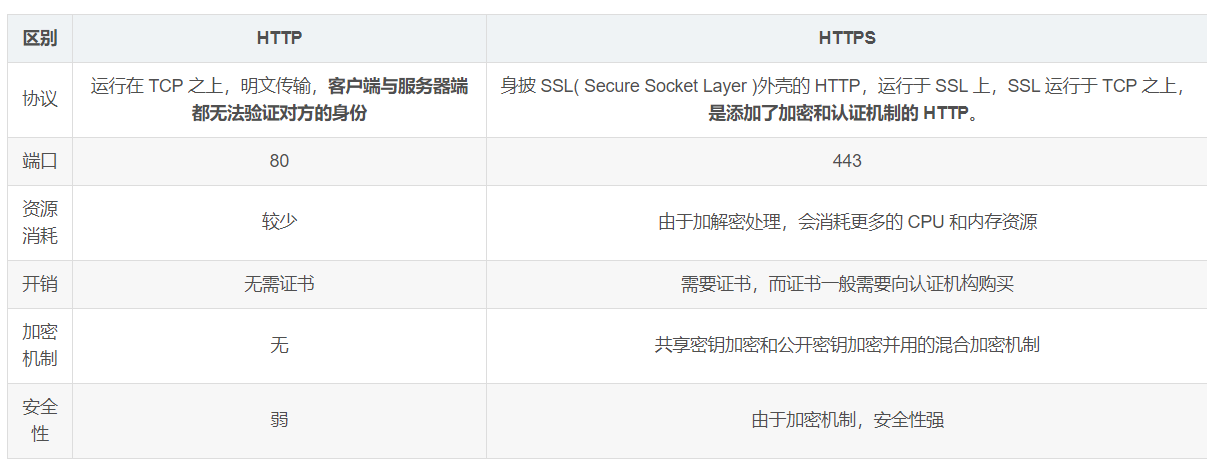 区别 HTTP HTTPS
协议 运行在 TCP 之上，明文传输，客户端与服务器端 身披 SSL( Secure Socket Layer )外壳的 HTTP，运行于 SSL 上，SSL 运行于 TCP 之上，
都无法验证对方的身份 是添加了加密和认证机制的 HTTP。
端口 80 443
资源
消耗 较少 由于加解密处理，会消耗更多的 CPU 和内存资源
开销 无需证书 需要证书，而证书一般需要向认证机构购买
加密
机制 无 共享密钥加密和公开密钥加密并用的混合加密机制
安全
性 弱 由于加密机制，安全性强